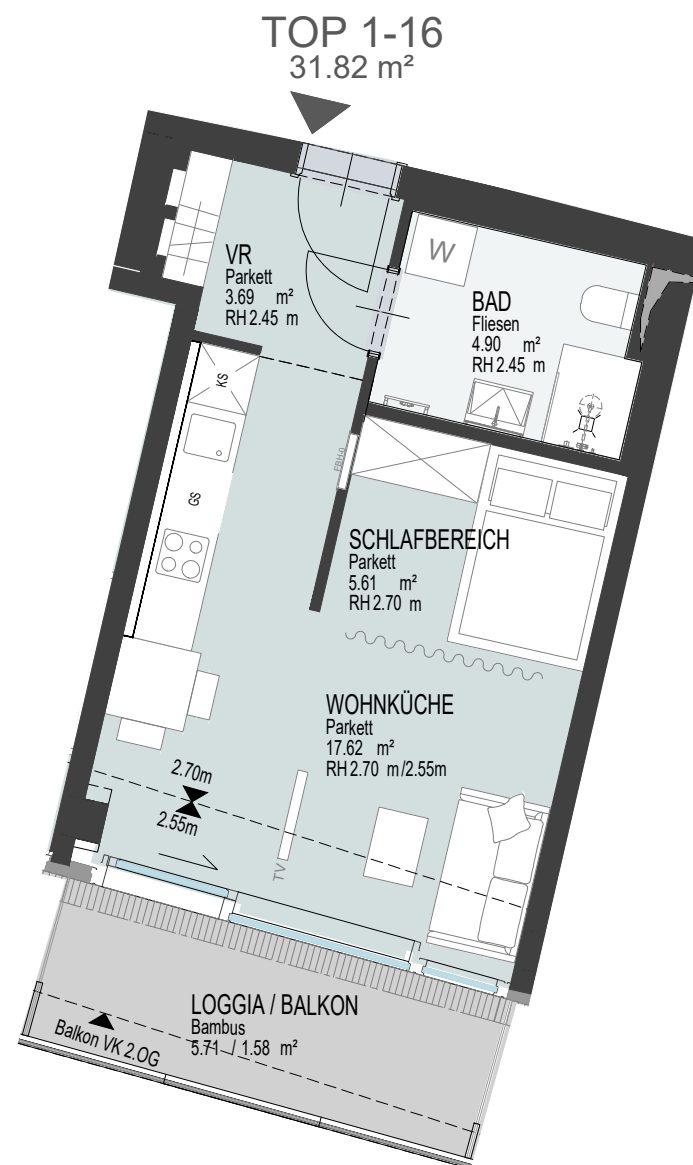 TOP 1-16
31.82 m²
VR
Parkett
3.69 m²
RH 2.45 m
W
BAD
Fliesen
4.90 m²
RH 2.45 m
KS
FBH-0
GS
SCHLAFBEREICH
Parkett
5.61 m²
RH 2.70 m
WOHNKÜCHE
Parkett
17.62 m²
RH 2.70 m/2.55m
2.70m
2.55m
TV
LOGGIA / BALKON
Bambus
5.71 / 1.58 m²
Balkon VK 2.OG